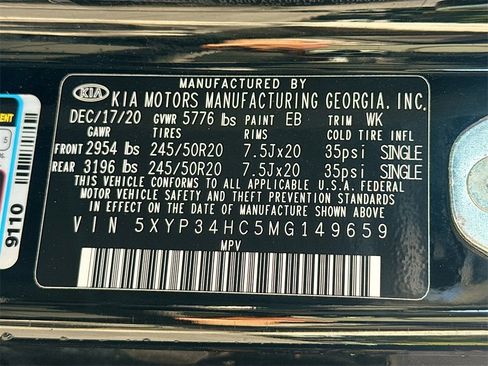 MANUFACTURED BY
KIA KIA MOTORS MANUFACTURING GEORGIA, INC.
DEC/17/20 GVWR 5776 lbs PAINT EB TRIM WK
GAWR TIRES RIMS COLD TIRE INFL
FRONT 2954 lbs 245/50R20 7.5Jx20 35psi SINGLE
REAR 3196 lbs 245/50R20 7.5Jx20 35psi SINGLE
THIS VEHICLE CONFORMS TO ALL APPLICABLE U.S.A. FEDERAL
MOTOR VEHICLE SAFETY STANDARDS IN EFFECT ON THE
DATE OF MANUFACTURE SHOWN ABOVE.
VIN 5XYP34HC5MG149659
MPV
9110